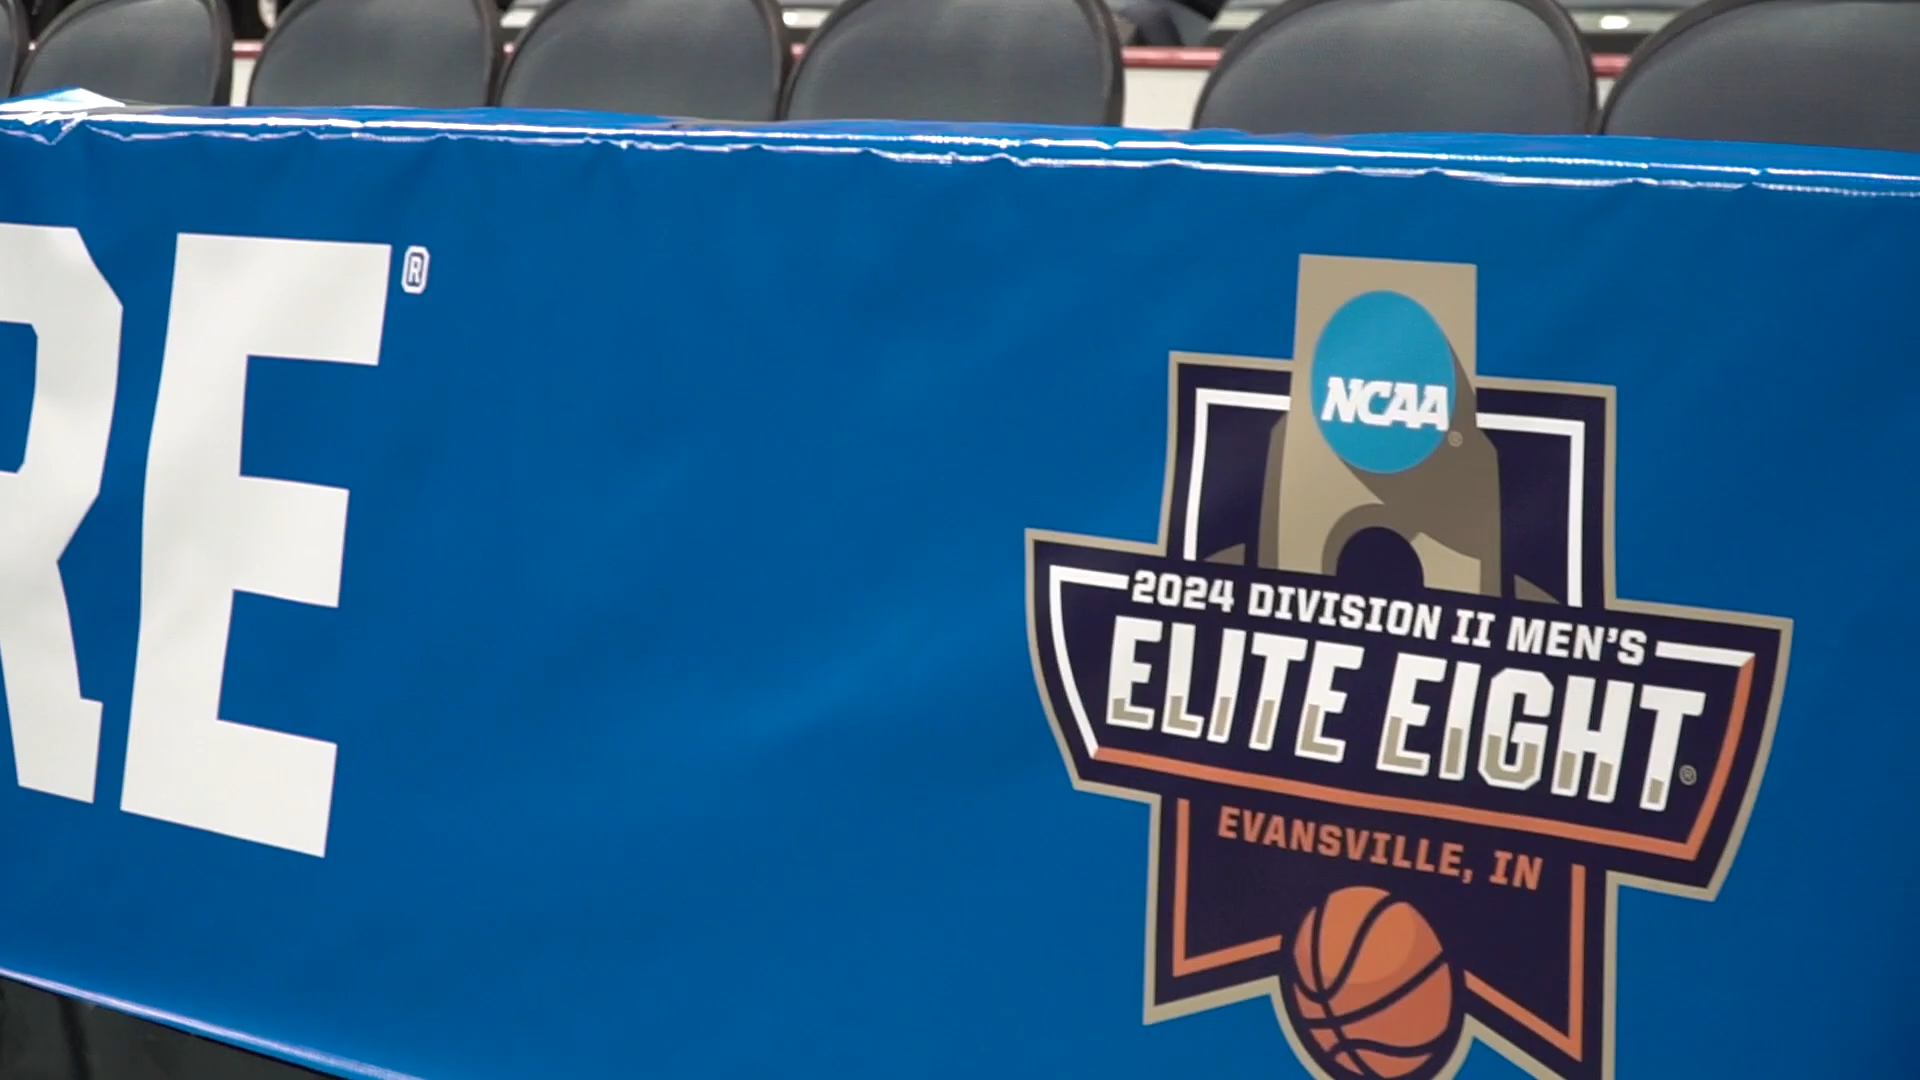 RE®
NCAA®
2024 DIVISION II MEN'S
ELITE EIGHT®
EVANSVILLE, IN